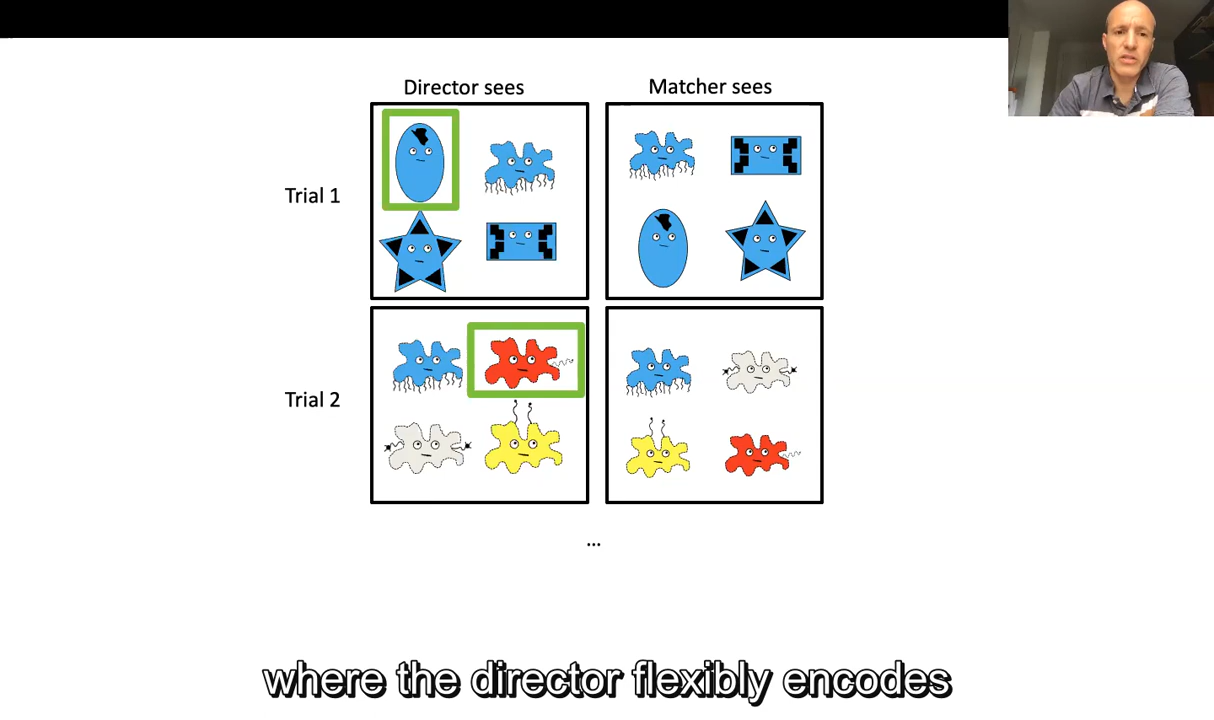 Director sees
Matcher sees
Trial 1
Trial 2
...
where the director flexibly encodes